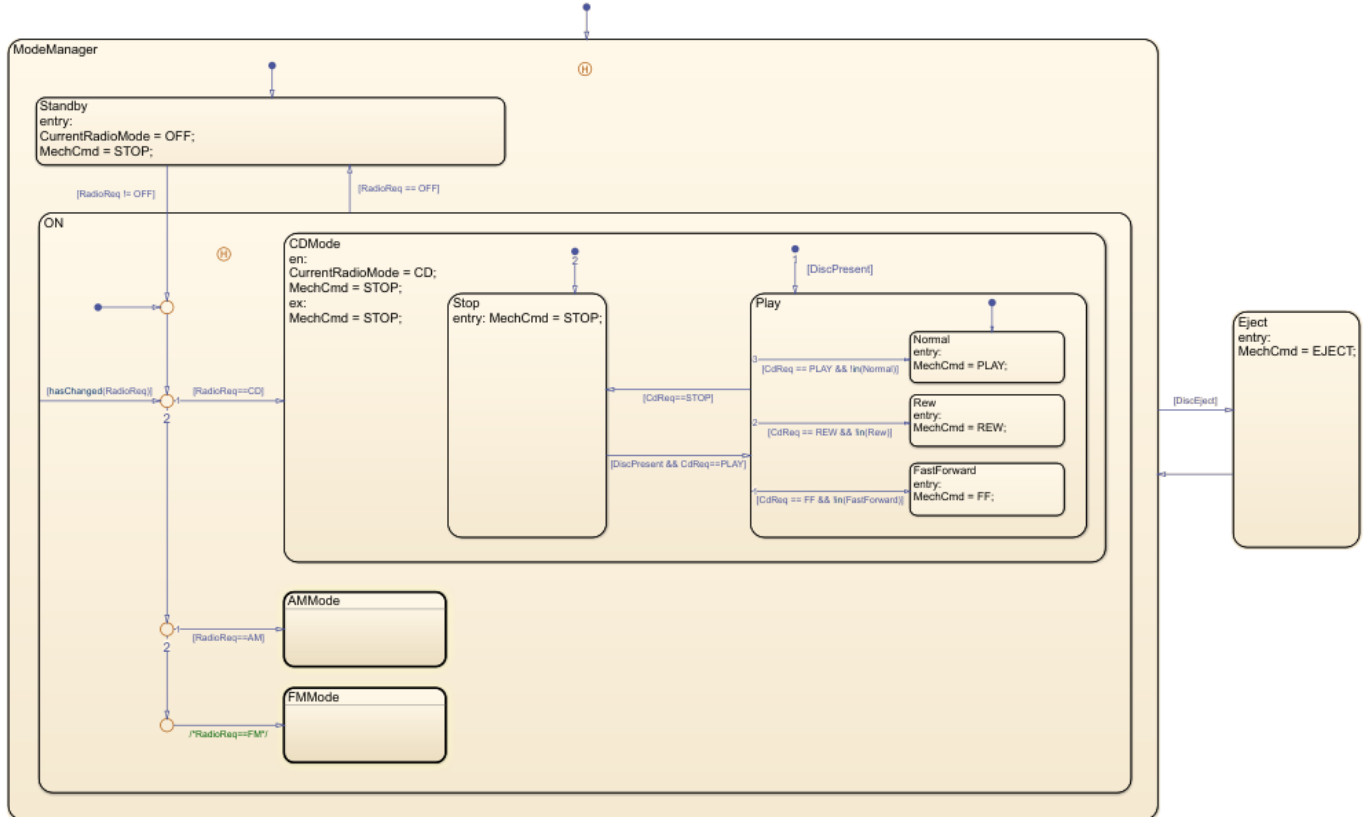 ModeManager
H
Standby
entry:
CurrentRadioMode = OFF;
MechCmd = STOP;
[RadioReq != OFF]
[RadioReq == OFF]
ON
H
CDMode
en:
CurrentRadioMode = CD;
MechCmd = STOP;
ex:
MechCmd = STOP;
2
1
[DiscPresent]
Stop
entry: MechCmd = STOP;
Play
Normal
entry:
MechCmd = PLAY;
3
[CdReq == PLAY && !in(Normal)]
Rew
entry:
MechCmd = REW;
2
[CdReq == REW && !in(Rew)]
FastForward
entry:
MechCmd = FF;
1
[CdReq == FF && !in(FastForward)]
[CdReq==STOP]
[DiscPresent && CdReq==PLAY]
Eject
entry:
MechCmd = EJECT;
[DiscEject]
[hasChanged(RadioReq)]
1
[RadioReq==CD]
2
AMMode
1
[RadioReq==AM]
2
FMMode
/*RadioReq==FM*/